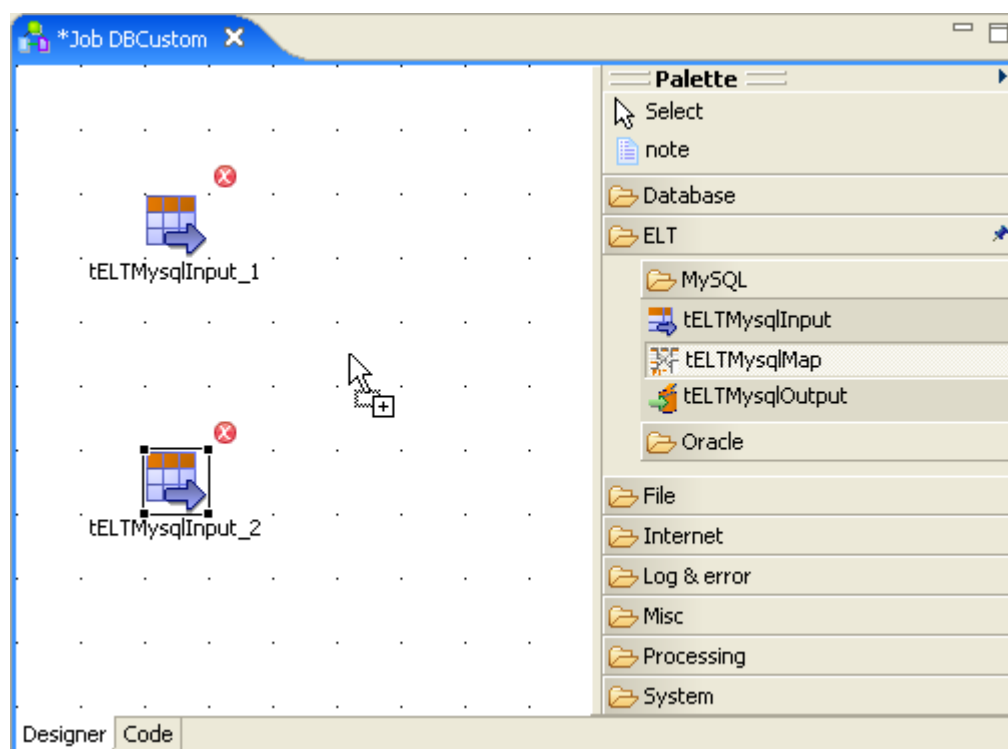 *Job DBCustom
Palette
Select
note
Database
ELT
MySQL
tELTMysqlInput
tELTMysqlMap
tELTMysqlOutput
Oracle
File
Internet
Log & error
Misc
Processing
System
tELTMysqlInput_1
tELTMysqlInput_2
Designer Code